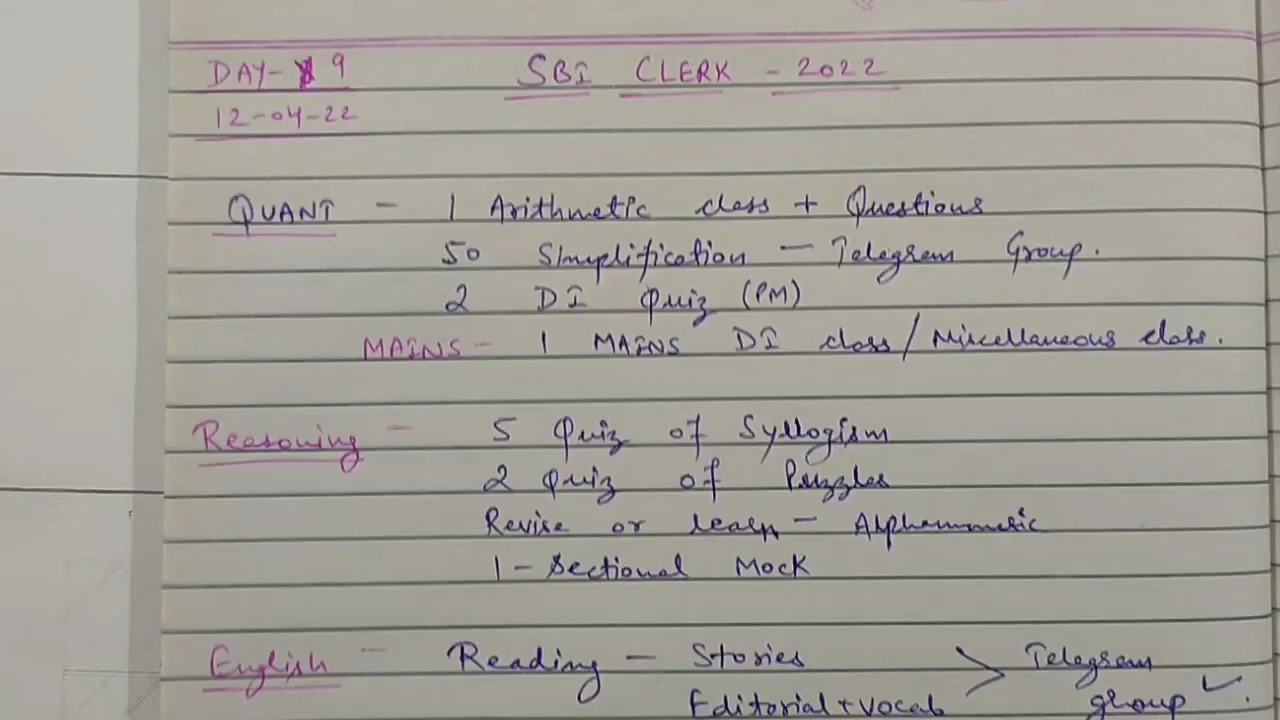 DAY- 9 SBI CLERK - 2022
12-04-22
QUANT - 1 Arithmetic class + Questions
50 Simplification - Telegram Group.
2 DI Quiz (PM)
MAINS - 1 MAINS DI class / Miscellaneous class.
Reasoning - 5 Quiz of Syllogism
2 Quiz of Puzzles
Revise or learn - Alphanumeric
1 - Sectional Mock
English - Reading - Stories > Telegram
Editorial + vocab group ✓.